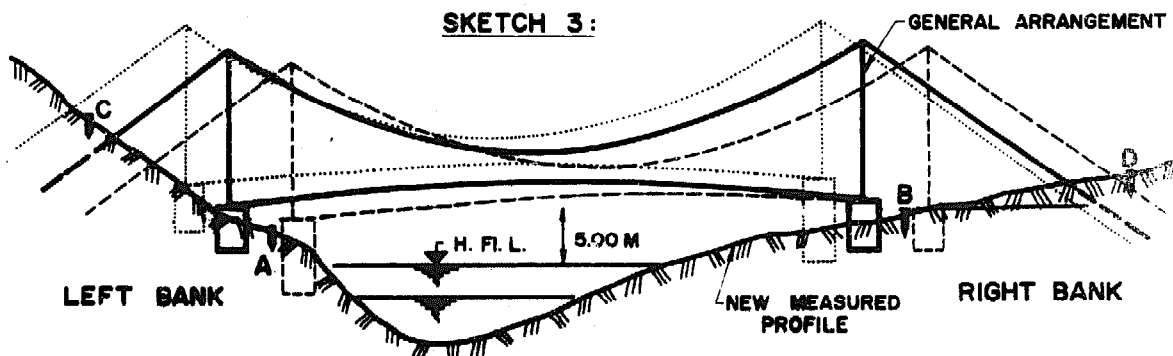 SKETCH 3:
GENERAL ARRANGEMENT
C
D
B
A
H. Fl. L.
5.00 M
LEFT BANK
RIGHT BANK
NEW MEASURED
PROFILE